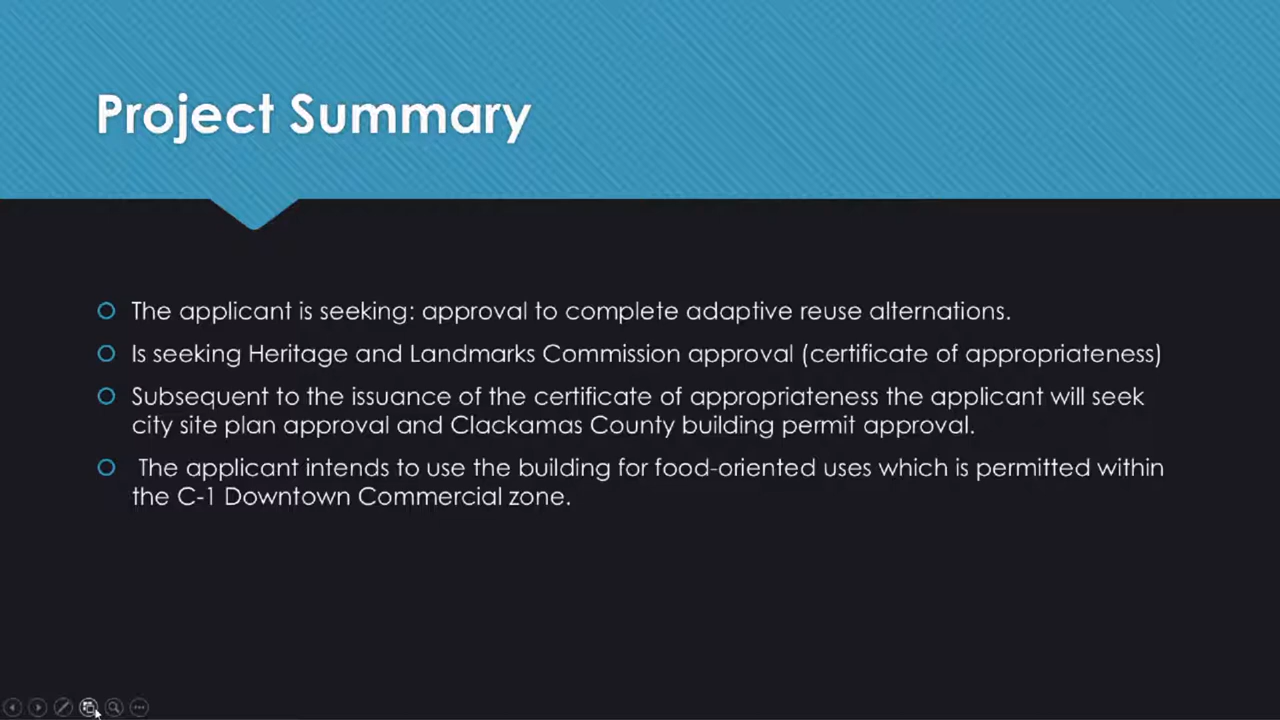 Project Summary
The applicant is seeking: approval to complete adaptive reuse alternations.
Is seeking Heritage and Landmarks Commission approval (certificate of appropriateness)
Subsequent to the issuance of the certificate of appropriateness the applicant will seek
city site plan approval and Clackamas County building permit approval.
The applicant intends to use the building for food-oriented uses which is permitted within
the C-1 Downtown Commercial zone.